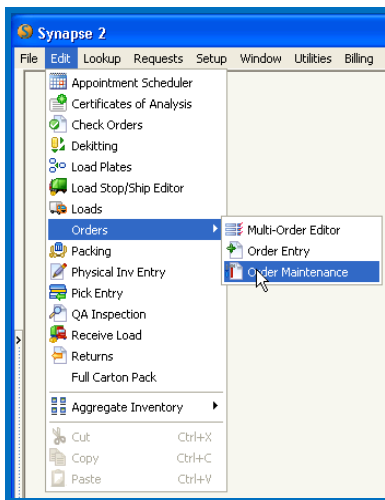 Synapse 2
File Edit Lookup Requests Setup Window Utilities Billing
Appointment Scheduler
Certificates of Analysis
Check Orders
Dekitting
Load Plates
Load Stop/Ship Editor
Loads
Orders
Multi-Order Editor
Order Entry
Order Maintenance
Packing
Physical Inv Entry
Pick Entry
QA Inspection
Receive Load
Returns
Full Carton Pack
Aggregate Inventory
Cut Ctrl+X
Copy Ctrl+C
Paste Ctrl+V